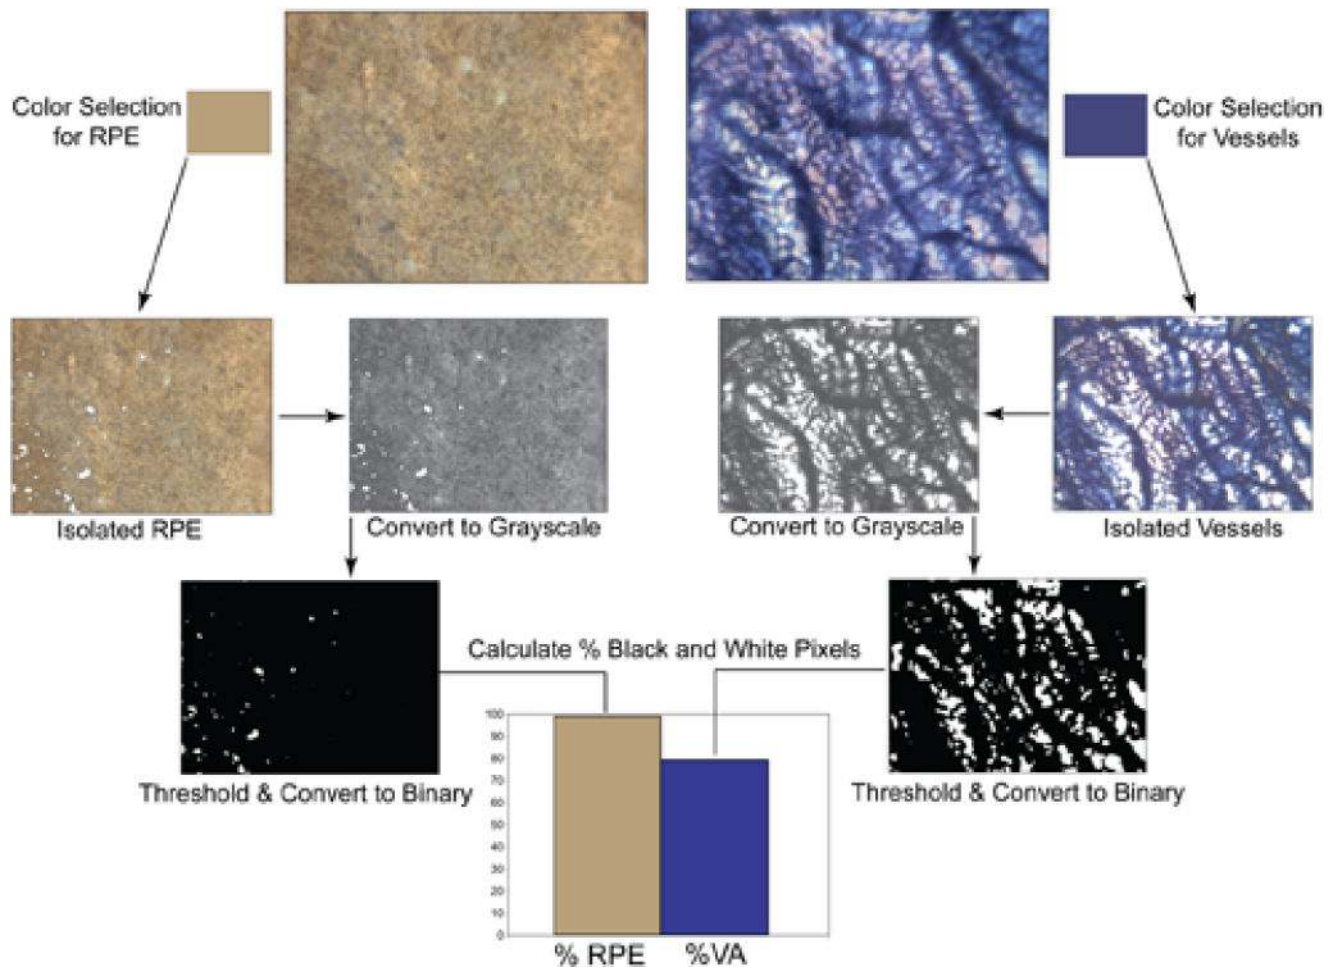 Color Selection
for RPE
Color Selection
for Vessels
Isolated RPE
Convert to Grayscale
Convert to Grayscale
Isolated Vessels
Calculate % Black and White Pixels
Threshold & Convert to Binary
Threshold & Convert to Binary
100
90
80
70
60
50
40
30
20
10
0
% RPE
%VA